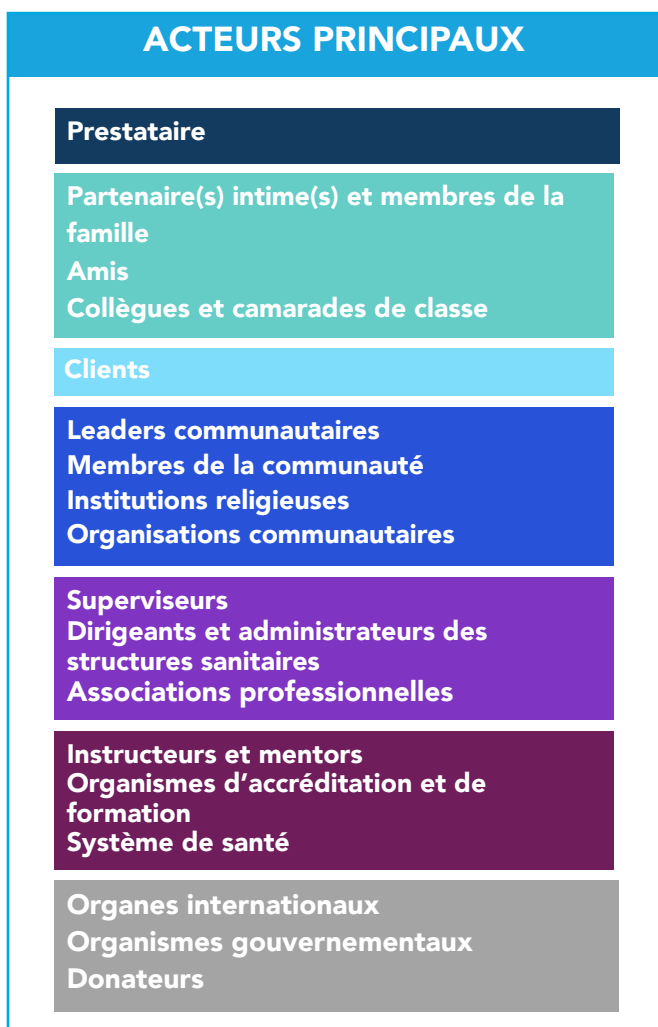 ACTEURS PRINCIPAUX
Prestataire
Partenaire(s) intime(s) et membres de la
famille
Amis
Collègues et camarades de classe
Clients
Leaders communautaires
Membres de la communauté
Institutions religieuses
Organisations communautaires
Superviseurs
Dirigeants et administrateurs des
structures sanitaires
Associations professionnelles
Instructeurs et mentors
Organismes d’accréditation et de
formation
Système de santé
Organes internationaux
Organismes gouvernementaux
Donateurs